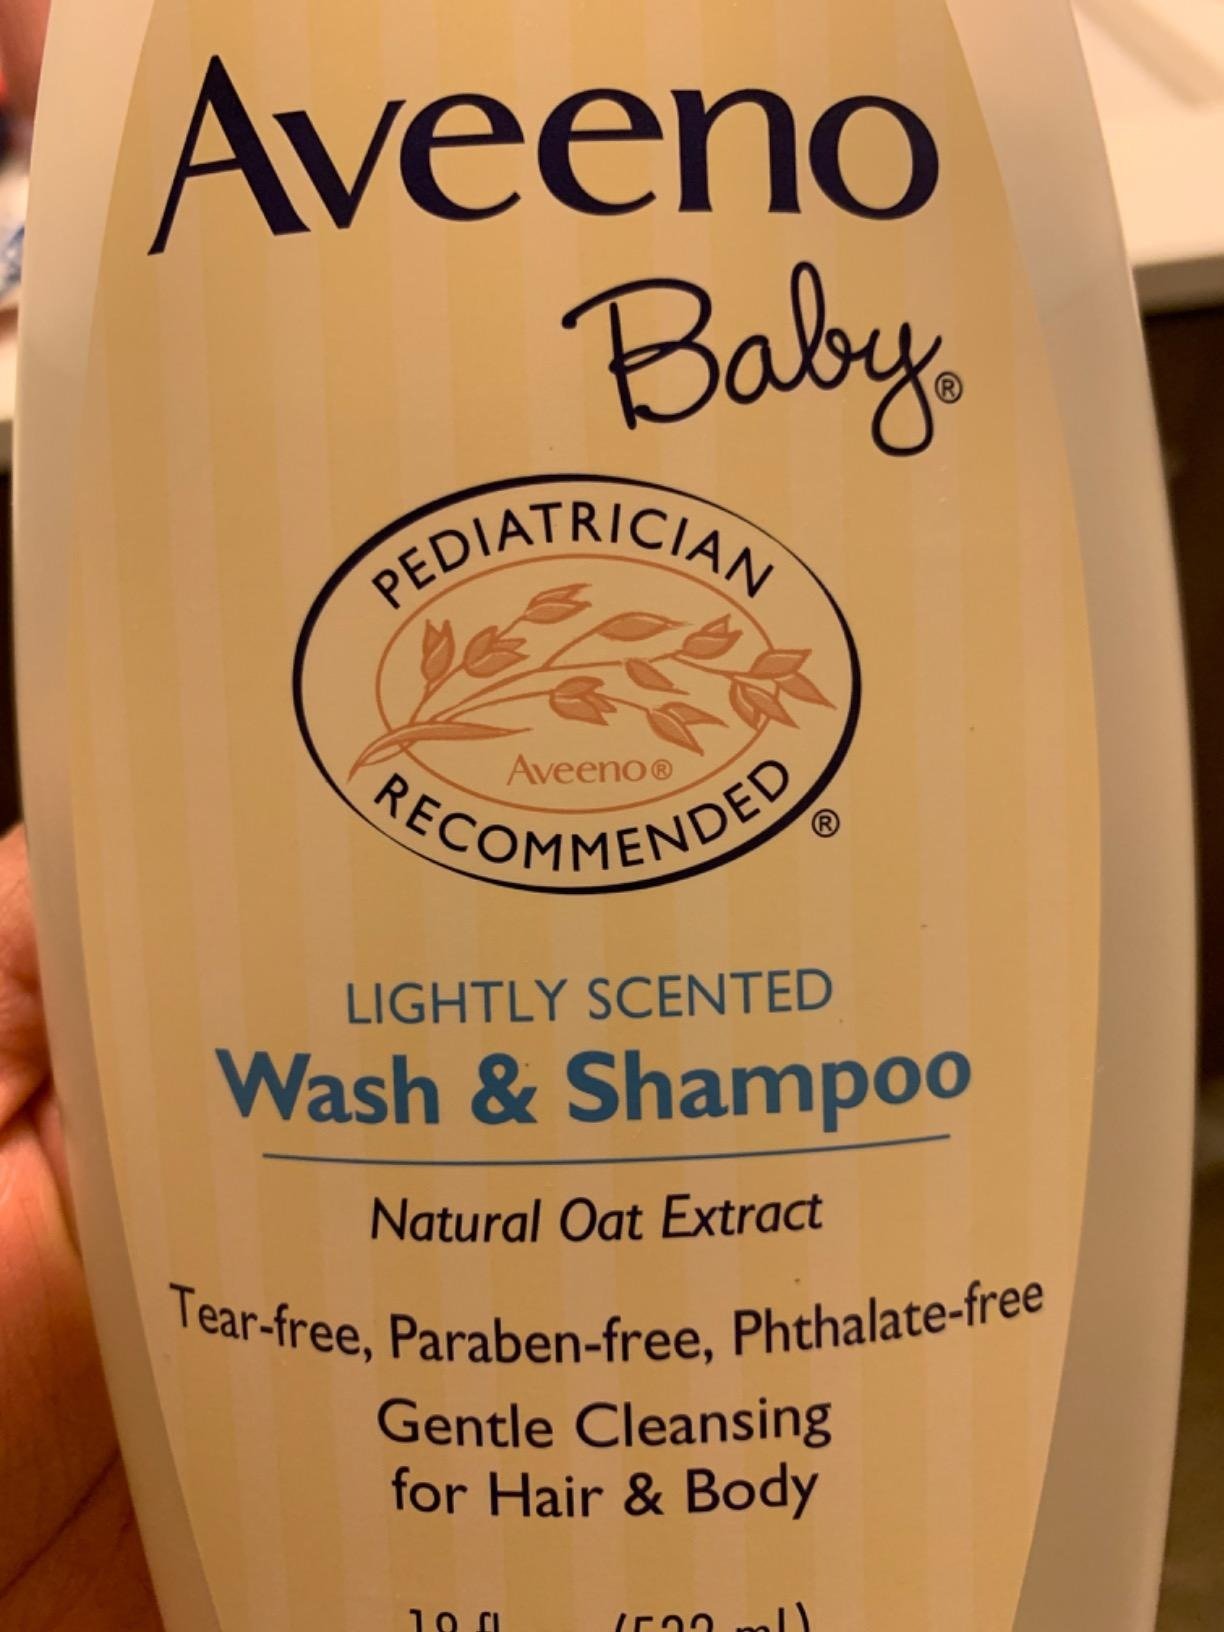 Aveeno
Baby®
PEDIATRICIAN
Aveeno®
RECOMMENDED®
LIGHTLY SCENTED
Wash & Shampoo
Natural Oat Extract
Tear-free, Paraben-free, Phthalate-free
Gentle Cleansing
for Hair & Body